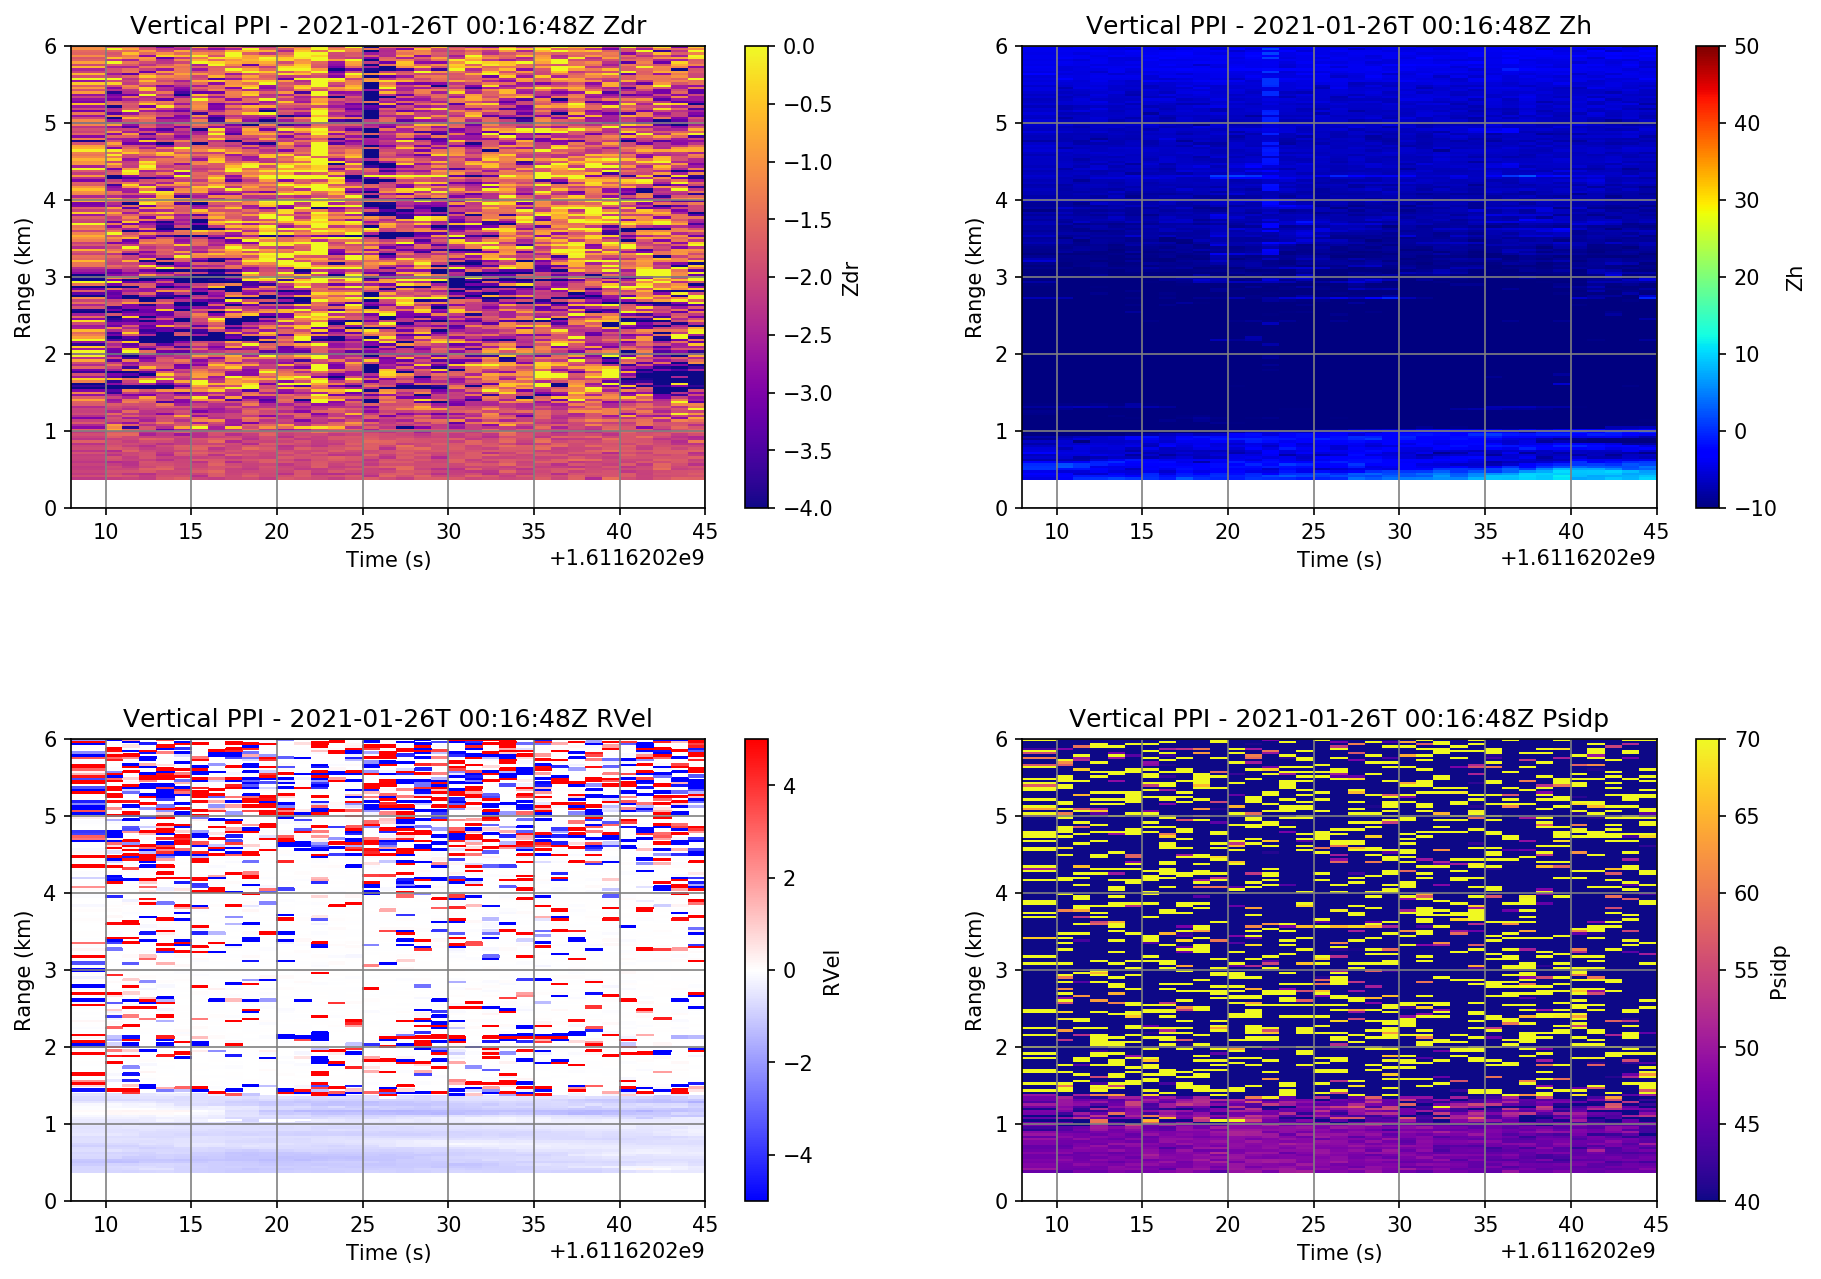 Vertical PPI - 2021-01-26T 00:16:48Z Zdr
6
5
4
3
2
1
0
Range (km)
10 15 20 25 30 35 40 45
Time (s)
+1.6116202e9
0.0
−0.5
−1.0
−1.5
−2.0
−2.5
−3.0
−3.5
−4.0
Zdr
Vertical PPI - 2021-01-26T 00:16:48Z Zh
6
5
4
3
2
1
0
Range (km)
10 15 20 25 30 35 40 45
Time (s)
+1.6116202e9
50
40
30
20
10
0
−10
Zh
Vertical PPI - 2021-01-26T 00:16:48Z RVel
6
5
4
3
2
1
0
Range (km)
10 15 20 25 30 35 40 45
Time (s)
+1.6116202e9
4
2
0
−2
−4
RVel
Vertical PPI - 2021-01-26T 00:16:48Z Psidp
6
5
4
3
2
1
0
Range (km)
10 15 20 25 30 35 40 45
Time (s)
+1.6116202e9
70
65
60
55
50
45
40
Psidp